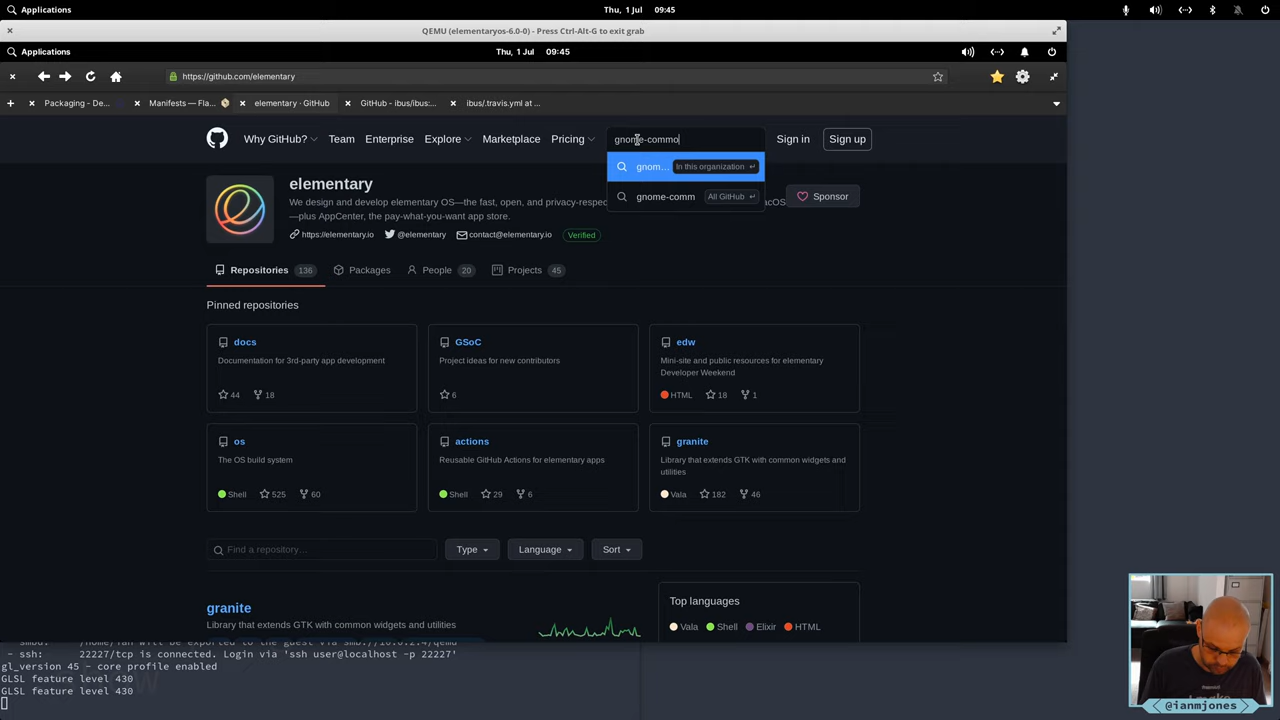 Applications
Thu, 1 Jul 09:45
QEMU (elementaryos-6.0-0) - Press Ctrl-Alt-G to exit grab
Applications
Thu, 1 Jul 09:45
https://github.com/elementary
Packaging - De...
Manifests — Fla...
elementary · GitHub
GitHub - ibus/ibus:...
ibus/.travis.yml at ...
Why GitHub?
Team
Enterprise
Explore
Marketplace
Pricing
gnome-commo
Sign in
Sign up
gnom...
In this organization
gnome-comm
All GitHub
elementary
We design and develop elementary OS—the fast, open, and privacy-respec
acOS
—plus AppCenter, the pay-what-you-want app store.
https://elementary.io
@elementary
contact@elementary.io
Verified
Sponsor
Repositories 136
Packages
People 20
Projects 45
Pinned repositories
docs
Documentation for 3rd-party app development
44 18
GSoC
Project ideas for new contributors
6
edw
Mini-site and public resources for elementary
Developer Weekend
HTML 18 1
os
The OS build system
Shell 525 60
actions
Reusable GitHub Actions for elementary apps
Shell 29 6
granite
Library that extends GTK with common widgets and
utilities
Vala 182 46
Find a repository...
Type
Language
Sort
granite
Library that extends GTK with common widgets and utilities
Top languages
Vala Shell Elixir HTML
- ssh: 22227/tcp is connected. Login via 'ssh user@localhost -p 22227'
gl_version 45 - core profile enabled
GLSL feature level 430
GLSL feature level 430
@ianmjones